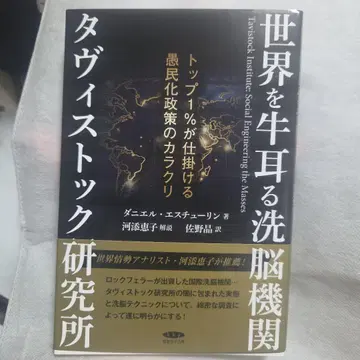 世界を牛耳る洗脳機関
Tavistock Institute: Social Engineering the Masses
タヴィストック研究所
トップ1%が仕掛ける
愚民化政策のカラクリ
ダニエル・エスチューリン 著
河添恵子 解説 佐野晶 訳
世界情勢アナリスト・河添恵子が推薦!
ロックフェラーが出資した国際洗脳機関―
タヴィストック研究所の闇に包まれた実態
と洗脳テクニックについて、綿密な調査に
よって遂に明らかにする!